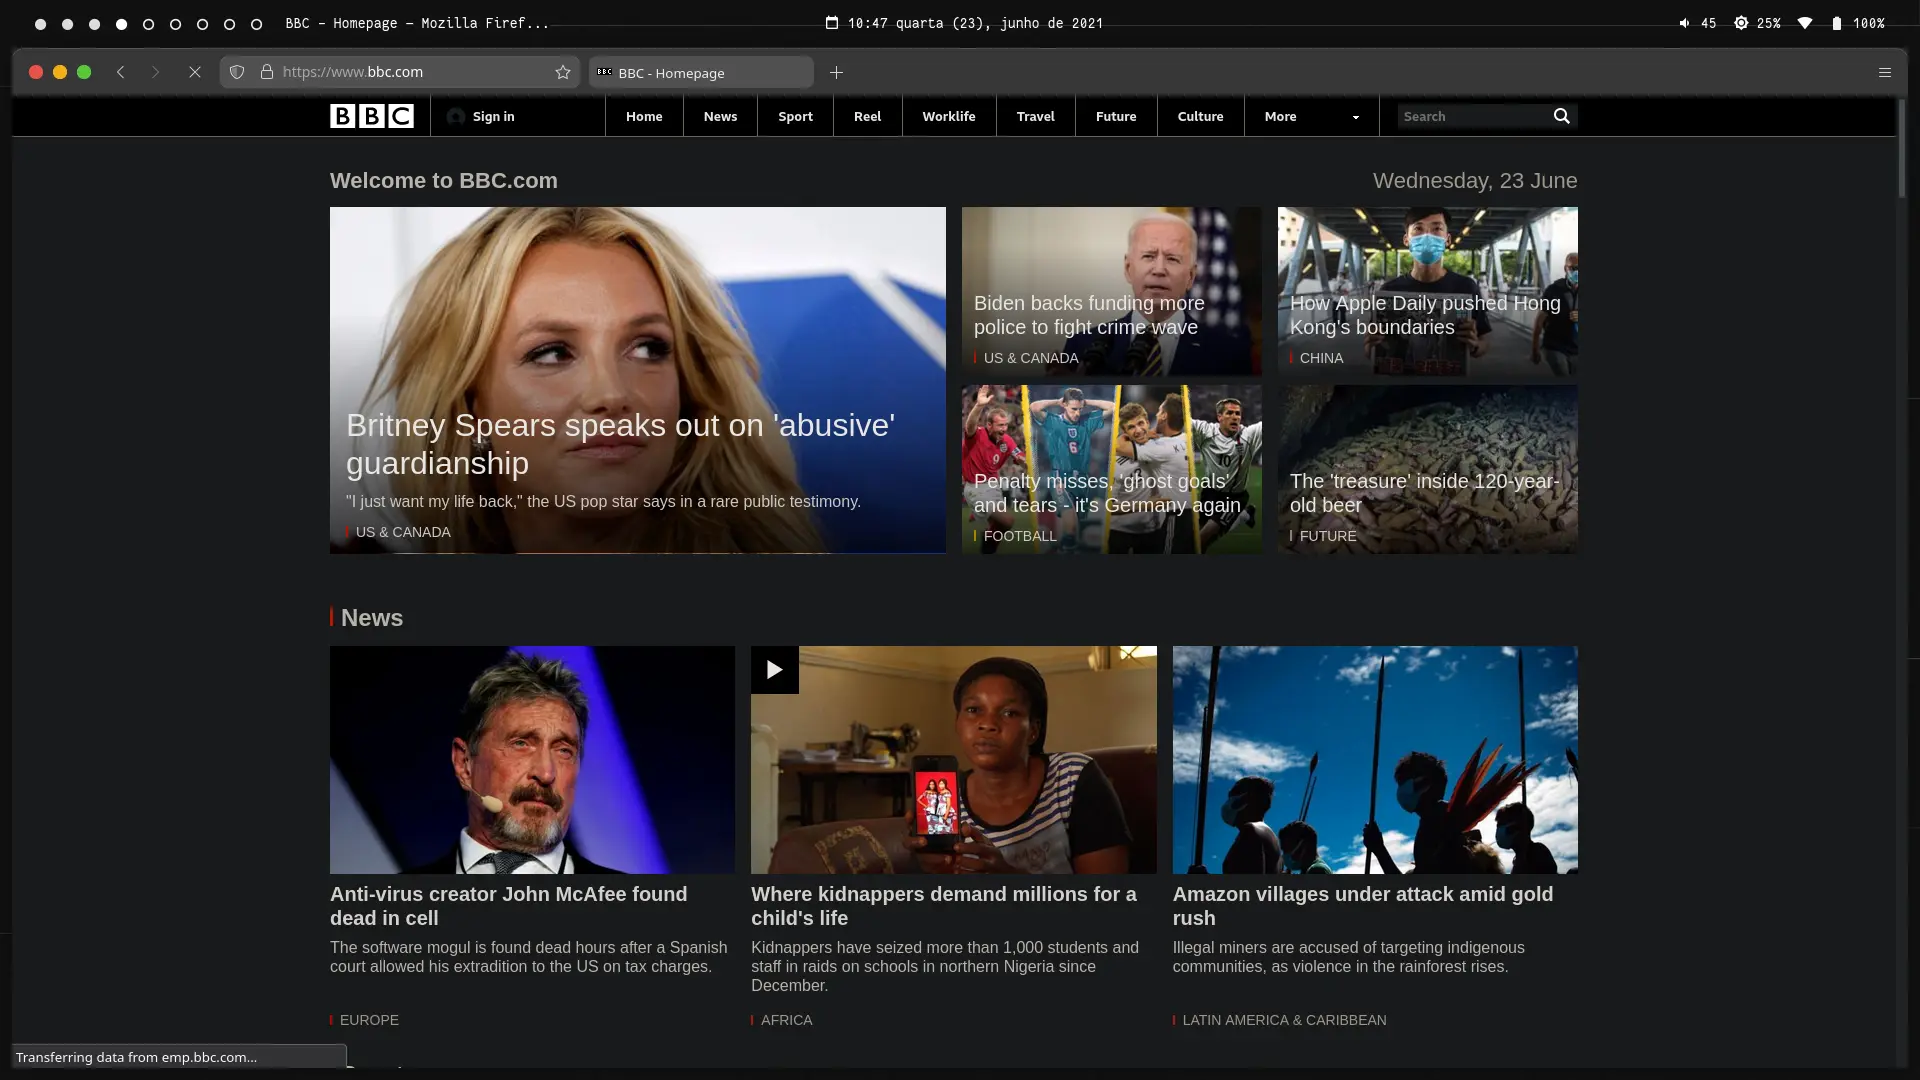 BBC – Homepage – Mozilla Firef...
10:47 quarta (23), junho de 2021
45
25%
100%
https://www.bbc.com
BBC
BBC - Homepage
BBC
Sign in
Home
News
Sport
Reel
Worklife
Travel
Future
Culture
More
Search
Welcome to BBC.com
Wednesday, 23 June
Britney Spears speaks out on 'abusive'
guardianship
"I just want my life back," the US pop star says in a rare public testimony.
US & CANADA
Biden backs funding more
police to fight crime wave
US & CANADA
How Apple Daily pushed Hong
Kong's boundaries
CHINA
Penalty misses, 'ghost goals'
and tears - it's Germany again
FOOTBALL
The 'treasure' inside 120-year-
old beer
FUTURE
News
Anti-virus creator John McAfee found
dead in cell
The software mogul is found dead hours after a Spanish
court allowed his extradition to the US on tax charges.
EUROPE
Where kidnappers demand millions for a
child's life
Kidnappers have seized more than 1,000 students and
staff in raids on schools in northern Nigeria since
December.
AFRICA
Amazon villages under attack amid gold
rush
Illegal miners are accused of targeting indigenous
communities, as violence in the rainforest rises.
LATIN AMERICA & CARIBBEAN
Transferring data from emp.bbc.com...